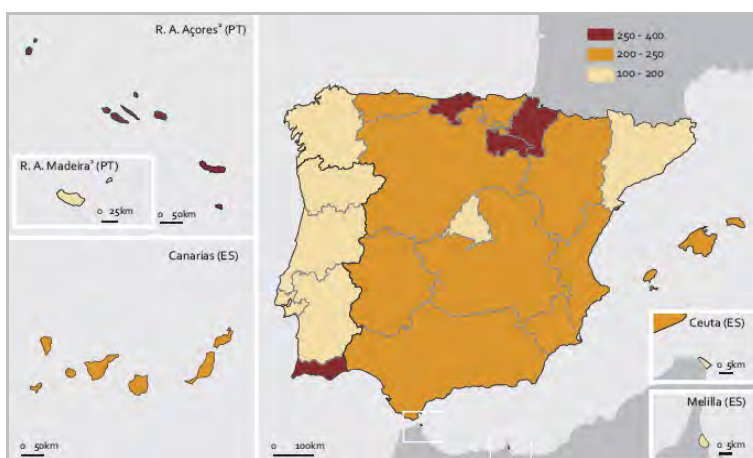 R. A. Açores² (PT)
250 - 400
200 - 250
100 - 200
R. A. Madeira² (PT)
0 25km
0 50km
Canarias (ES)
Ceuta (ES)
0 5km
Melilla (ES)
0 50km
0 100km
0 5km